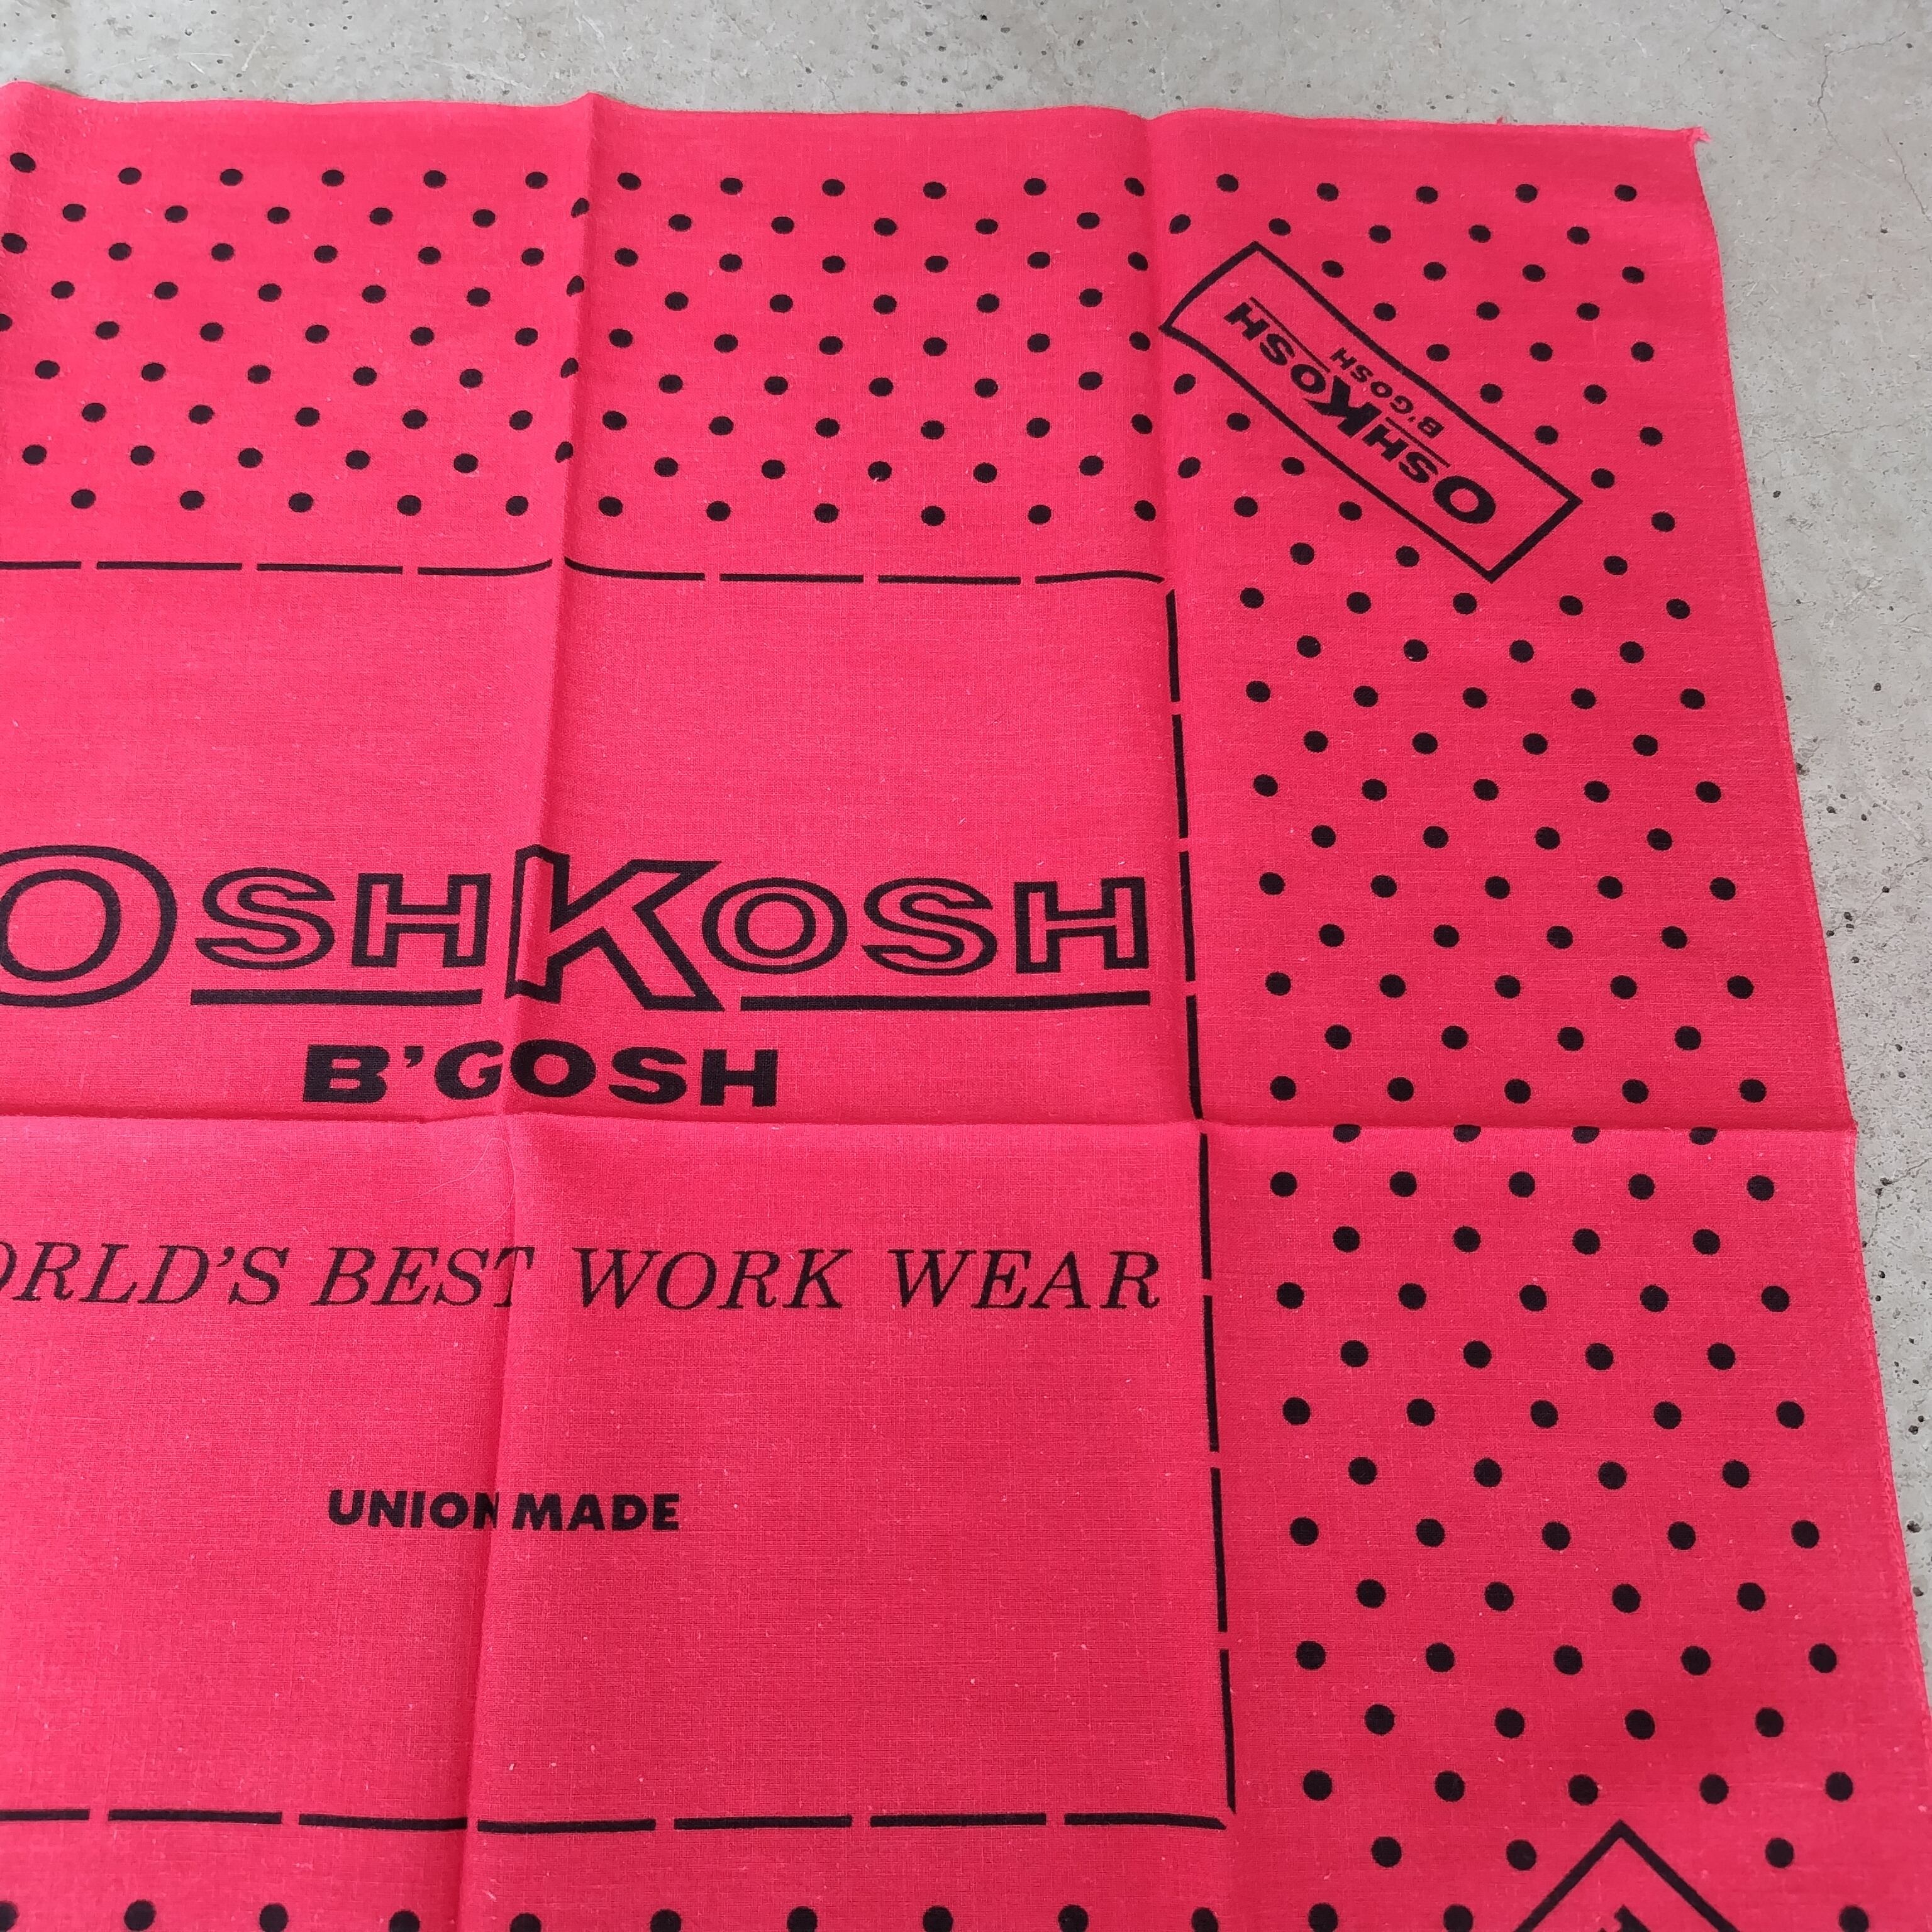 OSHKOSH
B'GOSH
OSHKOSH
B'GOSH
ORLD'S BEST WORK WEAR
UNION MADE